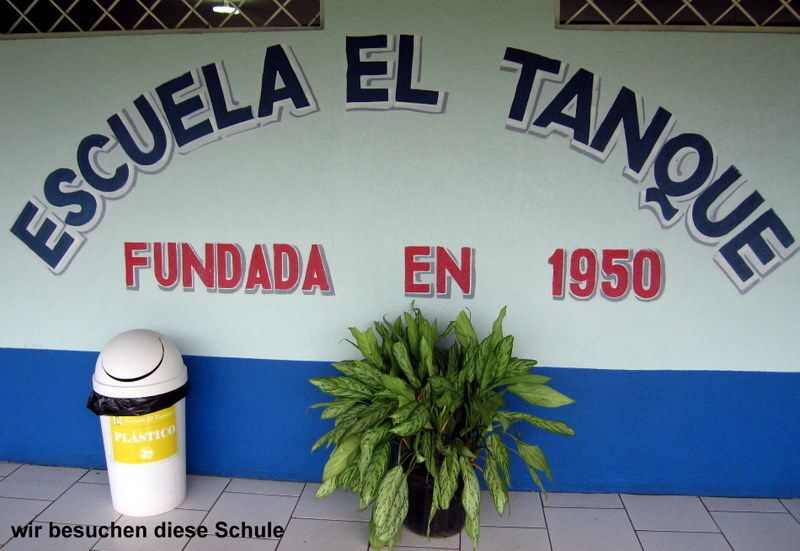 ESCUELA EL TANQUE
FUNDADA EN 1950
PLÁSTICO
wir besuchen diese Schule